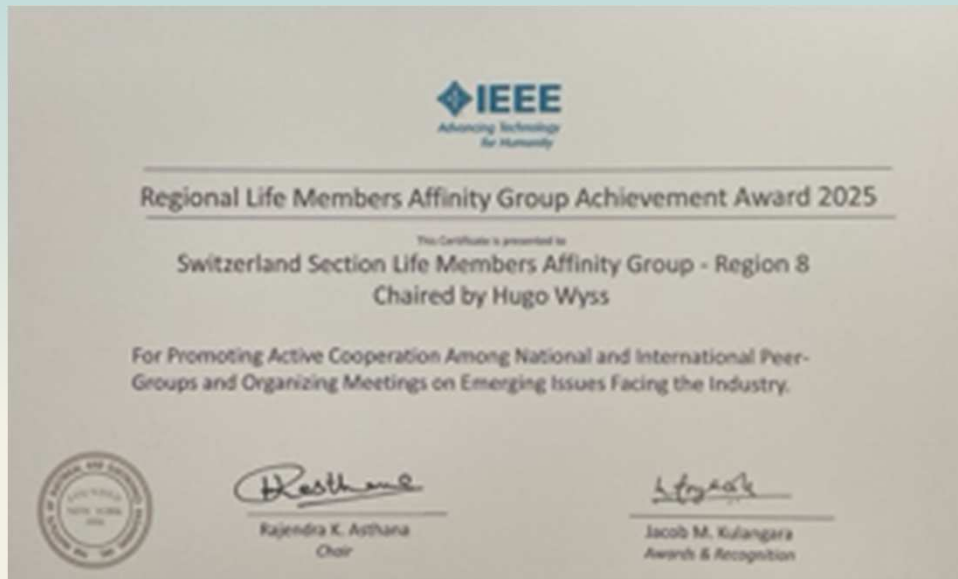 IEEE
Advancing Technology
for Humanity
Regional Life Members Affinity Group Achievement Award 2025
This Certificate is presented to
Switzerland Section Life Members Affinity Group - Region 8
Chaired by Hugo Wyss
For Promoting Active Cooperation Among National and International Peer-
Groups and Organizing Meetings on Emerging Issues Facing the Industry.
Rajendra K. Asthana
Chair
Jacob M. Kulangara
Awards & Recognition